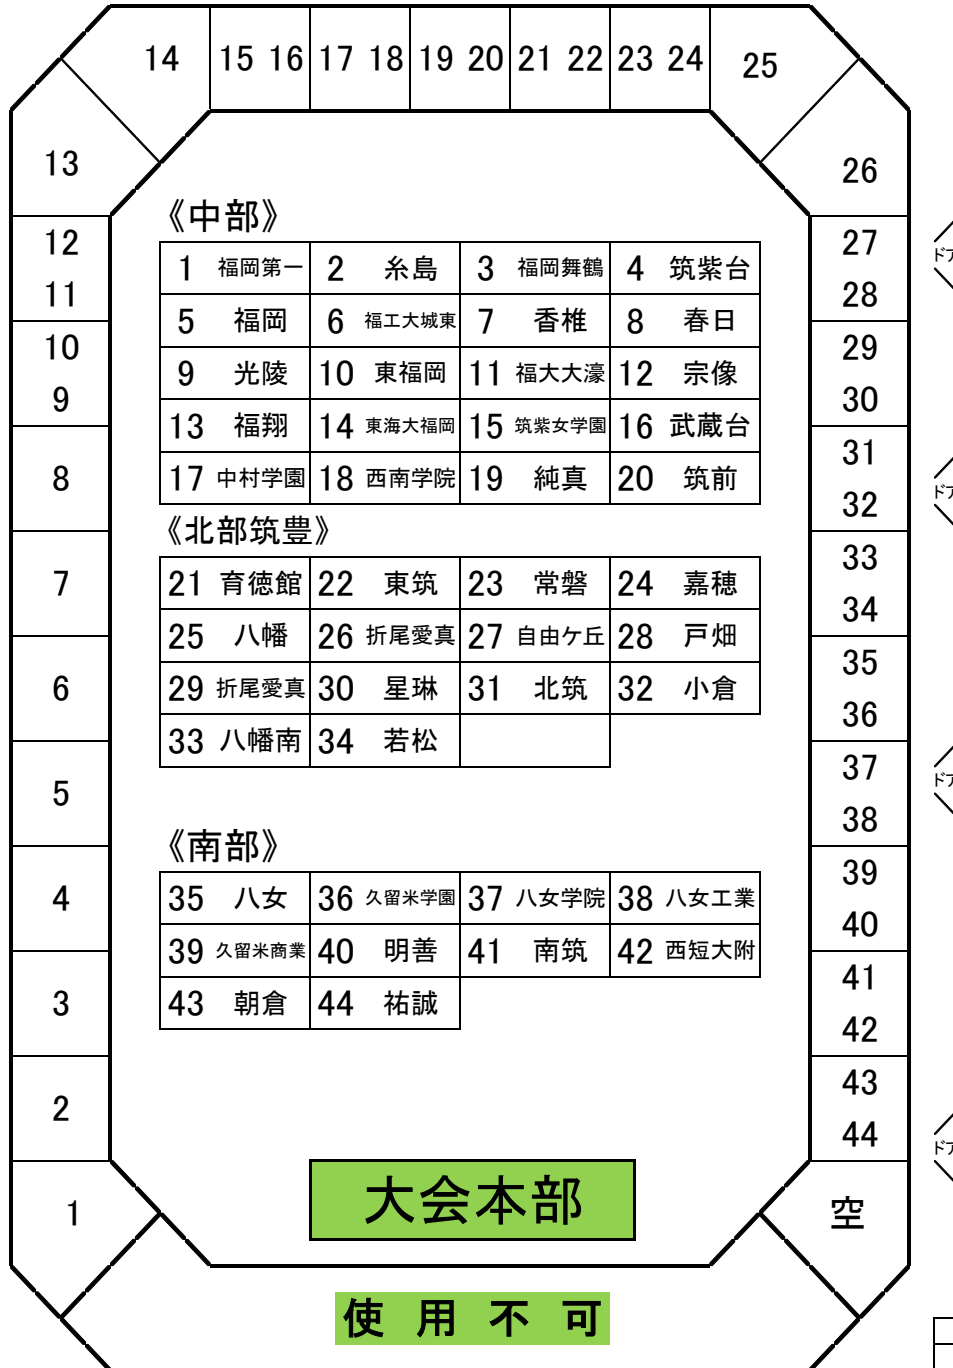 14 15 16 17 18 19 20 21 22 23 24 25
13
26
12
11
10
9
8
7
6
5
4
3
2
1
27
28
29
30
31
32
33
34
35
36
37
38
39
40
41
42
43
44
空
《中部》
1 福岡第一 2 糸島 3 福岡舞鶴 4 筑紫台
5 福岡 6 福工大城東 7 香椎 8 春日
9 光陵 10 東福岡 11 福大大濠 12 宗像
13 福翔 14 東海大福岡 15 筑紫女学園 16 武蔵台
17 中村学園 18 西南学院 19 純真 20 筑前
《北部筑豊》
21 育徳館 22 東筑 23 常磐 24 嘉穂
25 八幡 26 折尾愛真 27 自由ケ丘 28 戸畑
29 折尾愛真 30 星琳 31 北筑 32 小倉
33 八幡南 34 若松
《南部》
35 八女 36 久留米学園 37 八女学院 38 八女工業
39 久留米商業 40 明善 41 南筑 42 西短大附
43 朝倉 44 祐誠
大会本部
使用不可
ドア
ドア
ドア
ドア